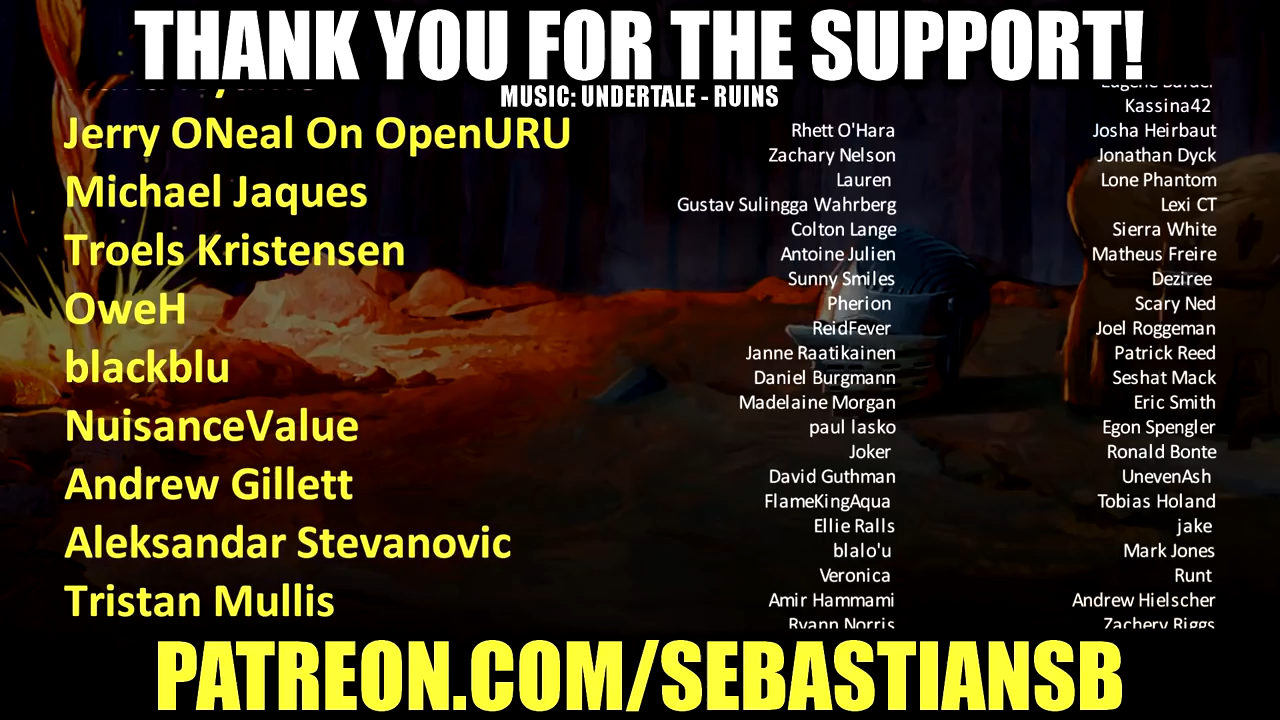 THANK YOU FOR THE SUPPORT!
MUSIC: UNDERTALE - RUINS
Jerry ONeal On OpenURU
Michael Jaques
Troels Kristensen
OweH
blackblu
NuisanceValue
Andrew Gillett
Aleksandar Stevanovic
Tristan Mullis
Rhett O'Hara
Zachary Nelson
Lauren
Gustav Sulingga Wahrberg
Colton Lange
Antoine Julien
Sunny Smiles
Pherion
ReidFever
Janne Raatikainen
Daniel Burgmann
Madelaine Morgan
paul lasko
Joker
David Guthman
FlameKingAqua
Ellie Ralls
blalo'u
Veronica
Amir Hammami
Ryann Norris
Kassina42
Josha Heirbaut
Jonathan Dyck
Lone Phantom
Lexi CT
Sierra White
Matheus Freire
Deziree
Scary Ned
Joel Roggeman
Patrick Reed
Seshat Mack
Eric Smith
Egon Spengler
Ronald Bonte
UnevenAsh
Tobias Holand
jake
Mark Jones
Runt
Andrew Hielscher
Zachery Riggs
PATREON.COM/SEBASTIANSB